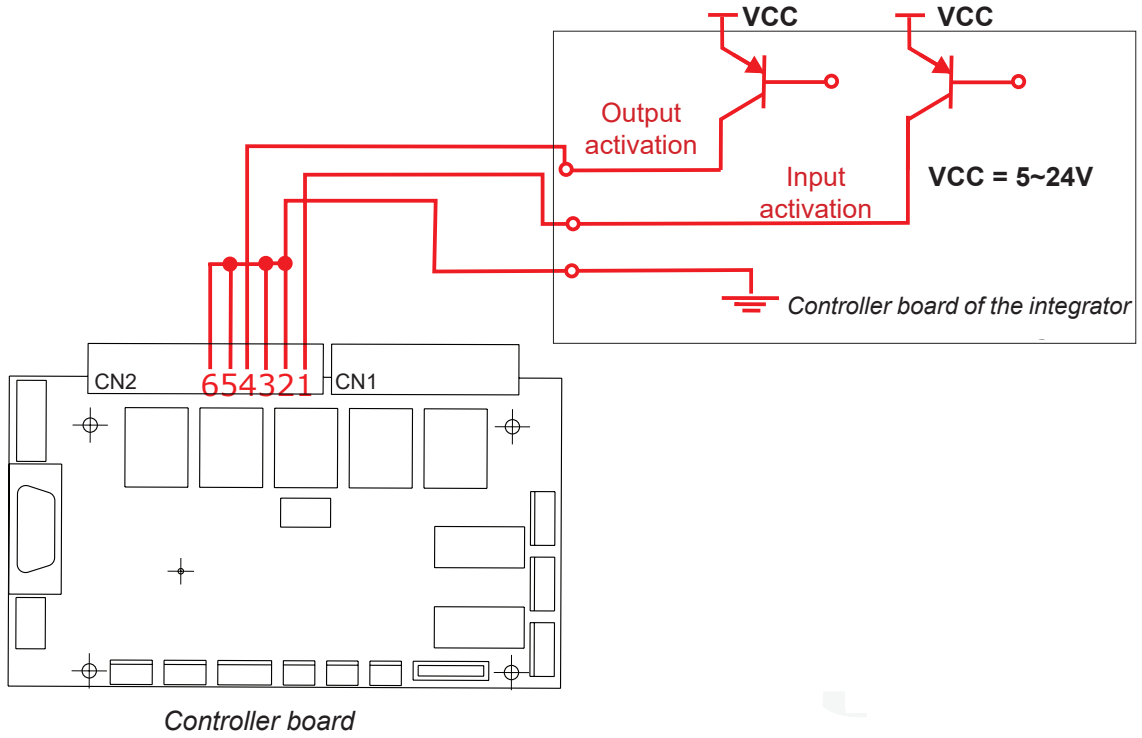 VCC
VCC
Output
activation
Input
activation
VCC = 5~24V
Controller board of the integrator
CN2
654321
CN1
Controller board